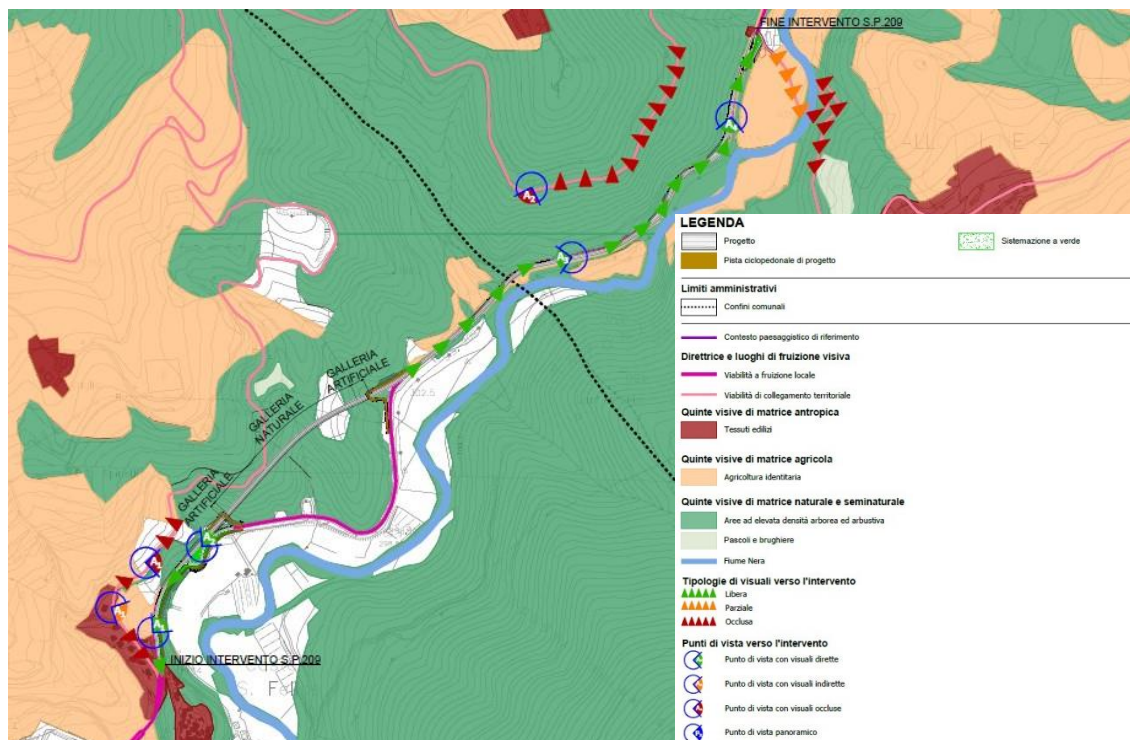 FINE INTERVENTO S.P.209
GALLERIA
ARTIFICIALE
GALLERIA
NATURALE
GALLERIA
ARTIFICIALE
INIZIO INTERVENTO S.P.209
LEGENDA
Progetto
Sistemazione a verde
Pista ciclopedonale di progetto
Limiti amministrativi
Confini comunali
Contesto paesaggistico di riferimento
Direttrice e luoghi di fruizione visiva
Viabilità a fruizione locale
Viabilità di collegamento territoriale
Quinte visive di matrice antropica
Tessuti edilizi
Quinte visive di matrice agricola
Agricoltura identitaria
Quinte visive di matrice naturale e seminaturale
Aree ad elevata densità arborea ed arbustiva
Pascoli e brughiere
Fiume Nera
Tipologie di visuali verso l'intervento
Libera
Parziale
Occlusa
Punti di vista verso l'intervento
Punto di vista con visuali dirette
Punto di vista con visuali indirette
Punto di vista con visuali occluse
Punto di vista panoramico